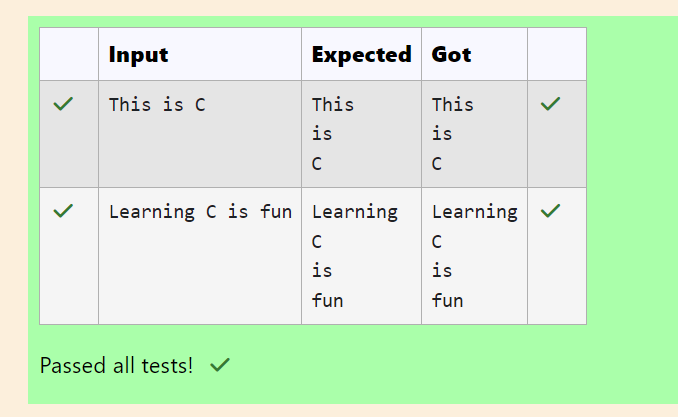 Input Expected Got
This is C This This
is is
C C
Learning C is fun Learning Learning
C C
is is
fun fun
Passed all tests!